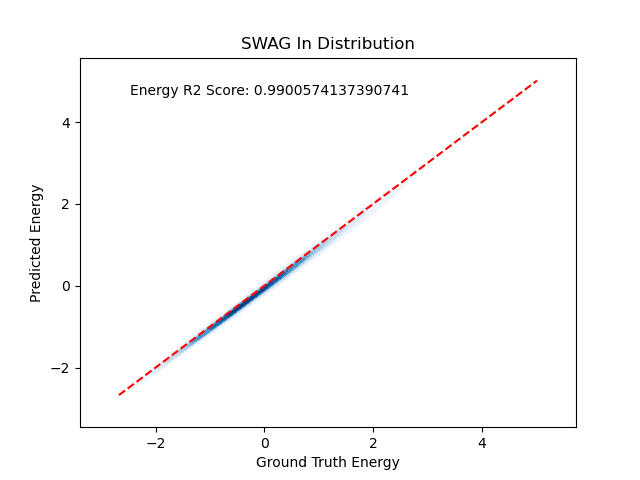 SWAG In Distribution
Energy R2 Score: 0.9900574137390741
Predicted Energy
4
2
0
−2
−2 0 2 4
Ground Truth Energy